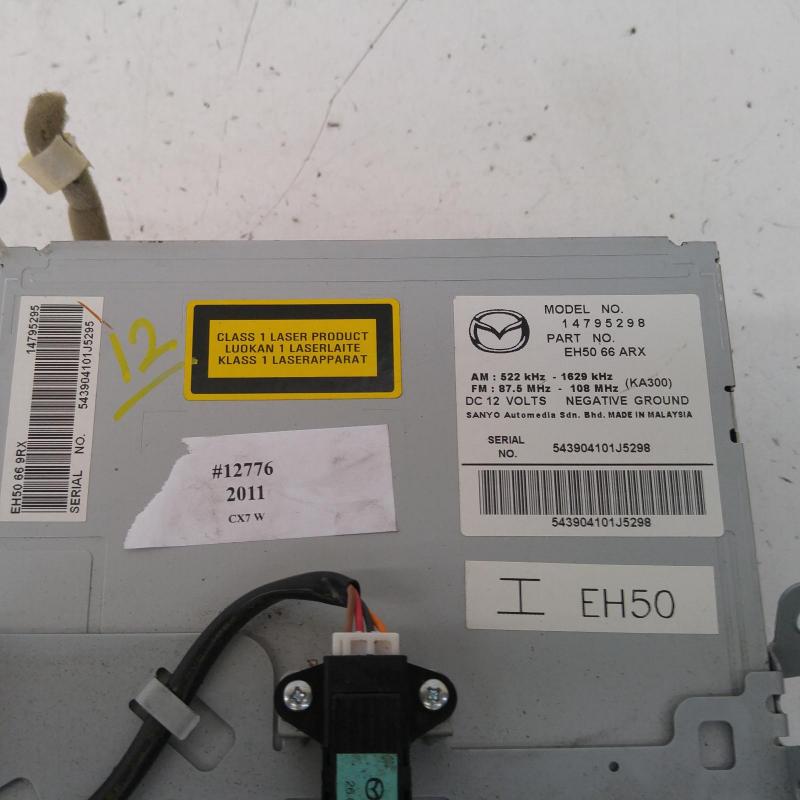 14795295
543904101J5295
EH50 66 9RX
SERIAL NO.
12
CLASS 1 LASER PRODUCT
LUOKAN 1 LASERLAITE
KLASS 1 LASERAPPARAT
#12776
2011
CX7 W
MODEL NO.
14795298
PART NO.
EH50 66 ARX
AM : 522 kHz - 1629 kHz
FM : 87.5 MHz - 108 MHz (KA300)
DC 12 VOLTS NEGATIVE GROUND
SANYO Automedia Sdn. Bhd. MADE IN MALAYSIA
SERIAL NO. 543904101J5298
543904101J5298
I EH50